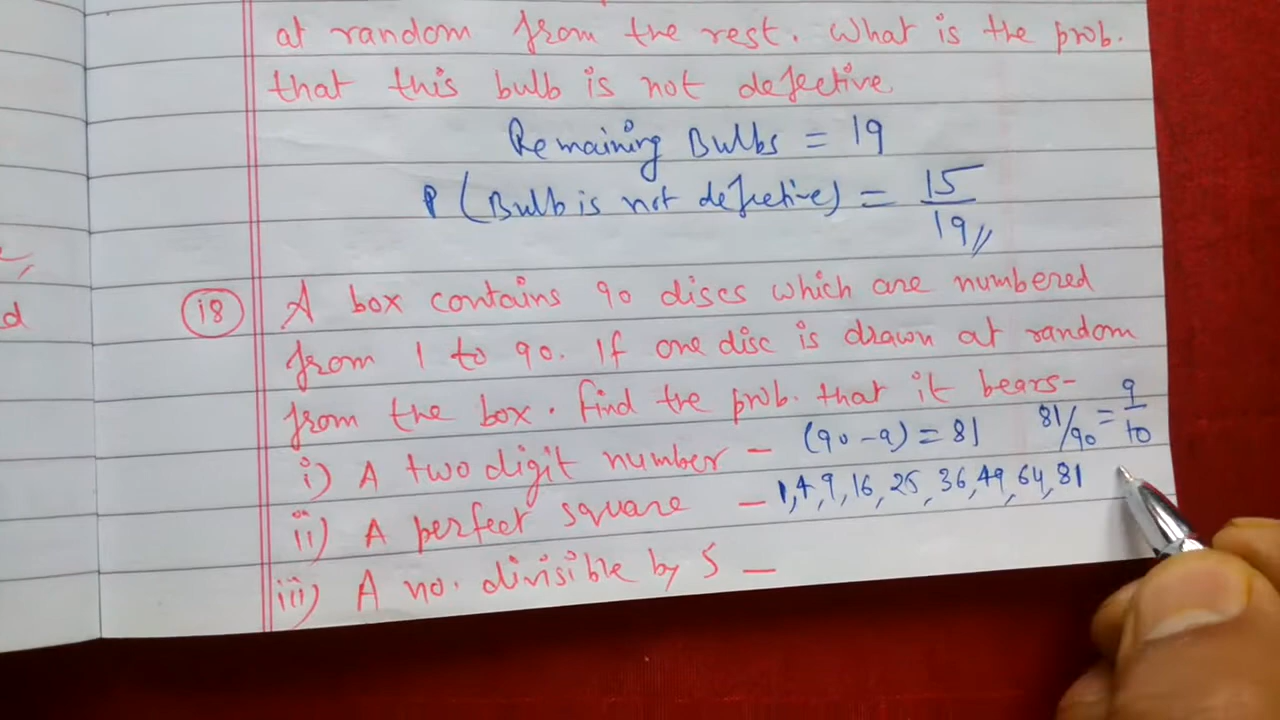 at random from the rest. What is the prob.
that this bulb is not defective.
Remaining Bulbs = 19
P (Bulb is not defective) = 15/19 //
18 A box contains 90 discs which are numbered
from 1 to 90. If one disc is drawn at random
from the box. find the prob. that it bears-
i) A two digit number - (90-9) = 81 81/90 = 9/10
ii) A perfect square - 1,4,9,16,25,36,49,64,81
iii) A no. divisible by 5 -
d